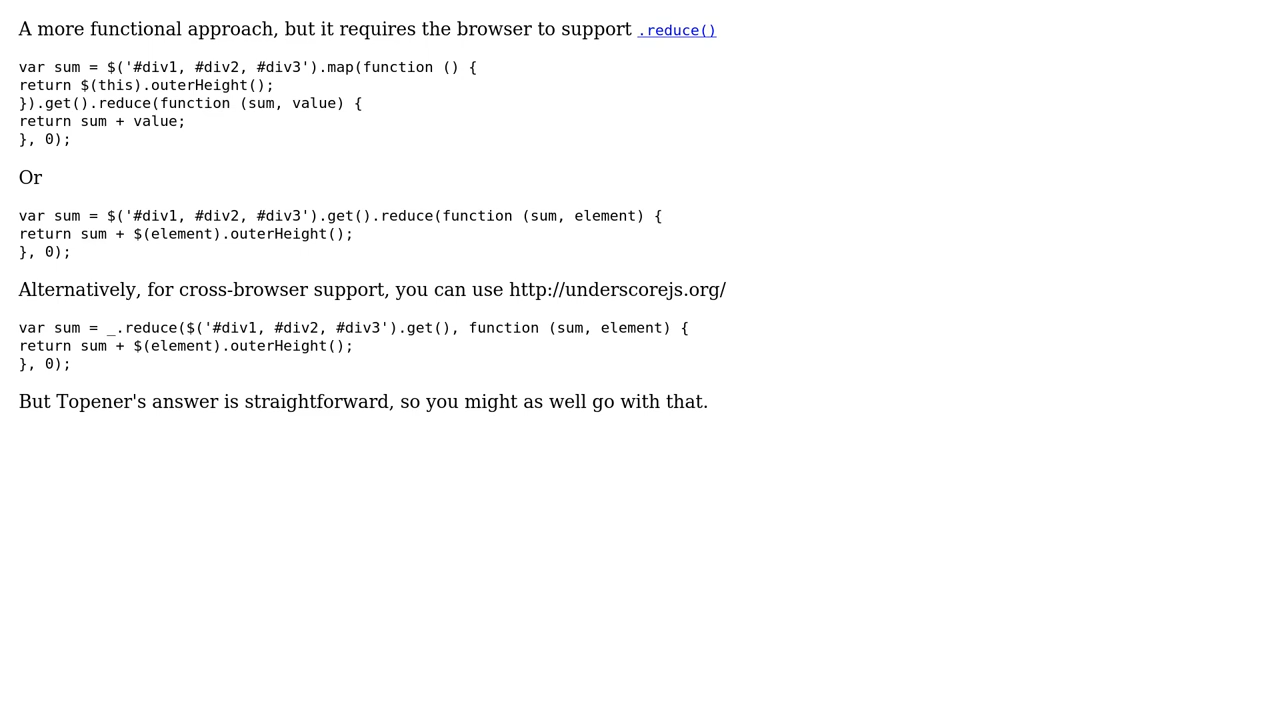 A more functional approach, but it requires the browser to support .reduce()
var sum = $('#div1, #div2, #div3').map(function () {
return $(this).outerHeight();
}).get().reduce(function (sum, value) {
return sum + value;
}, 0);
Or
var sum = $('#div1, #div2, #div3').get().reduce(function (sum, element) {
return sum + $(element).outerHeight();
}, 0);
Alternatively, for cross-browser support, you can use http://underscorejs.org/
var sum = _.reduce($('#div1, #div2, #div3').get(), function (sum, element) {
return sum + $(element).outerHeight();
}, 0);
But Topener's answer is straightforward, so you might as well go with that.